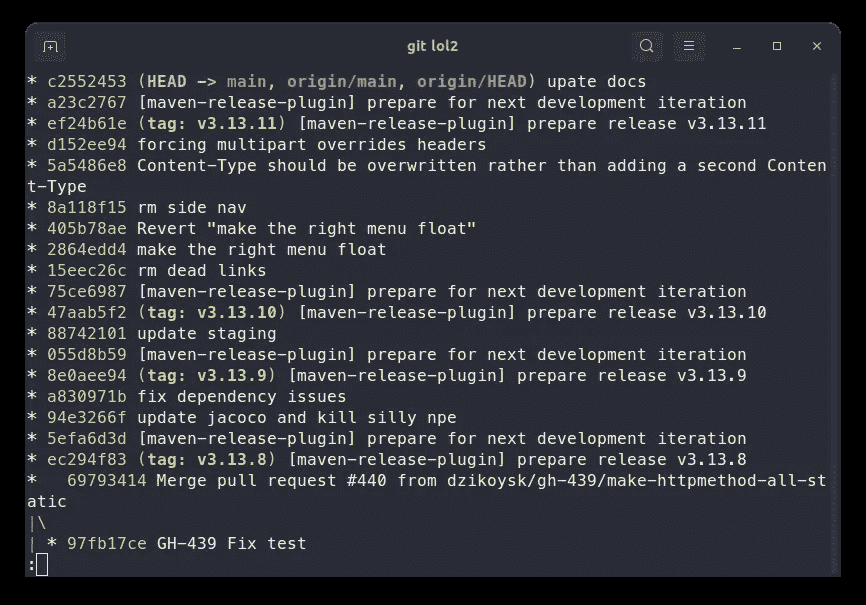 git lol2
* c2552453 (HEAD -> main, origin/main, origin/HEAD) upate docs
* a23c2767 [maven-release-plugin] prepare for next development iteration
* ef24b61e (tag: v3.13.11) [maven-release-plugin] prepare release v3.13.11
* d152ee94 forcing multipart overrides headers
* 5a5486e8 Content-Type should be overwritten rather than adding a second Conten
t-Type
* 8a118f15 rm side nav
* 405b78ae Revert "make the right menu float"
* 2864edd4 make the right menu float
* 15eec26c rm dead links
* 75ce6987 [maven-release-plugin] prepare for next development iteration
* 47aab5f2 (tag: v3.13.10) [maven-release-plugin] prepare release v3.13.10
* 88742101 update staging
* 055d8b59 [maven-release-plugin] prepare for next development iteration
* 8e0aee94 (tag: v3.13.9) [maven-release-plugin] prepare release v3.13.9
* a830971b fix dependency issues
* 94e3266f update jacoco and kill silly npe
* 5efa6d3d [maven-release-plugin] prepare for next development iteration
* ec294f83 (tag: v3.13.8) [maven-release-plugin] prepare release v3.13.8
*   69793414 Merge pull request #440 from dzikoysk/gh-439/make-httpmethod-all-st
atic
|\
| * 97fb17ce GH-439 Fix test
: